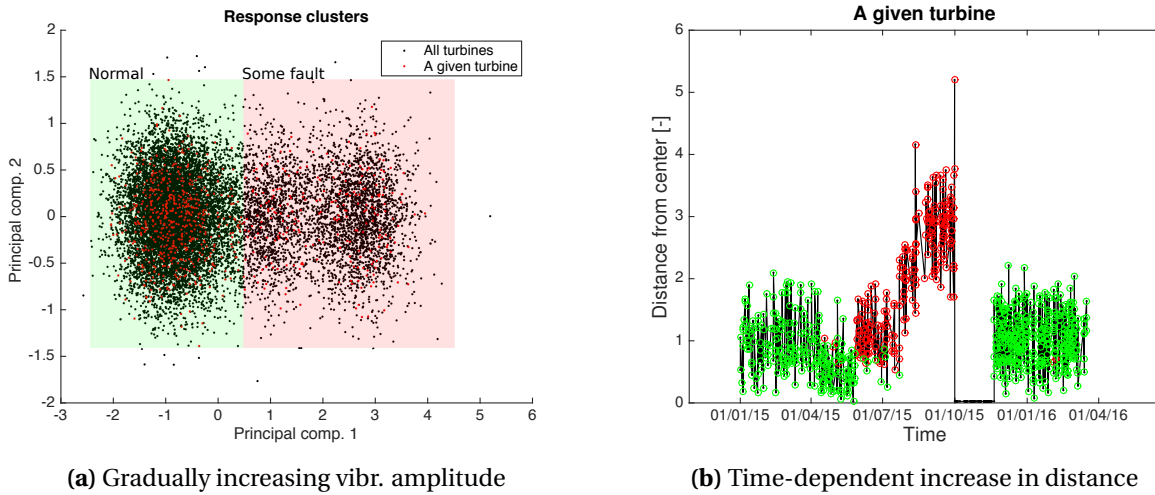 Response clusters
2
1.5
1
0.5
0
-0.5
-1
-1.5
-2
Principal comp. 2
Normal
Some fault
All turbines
A given turbine
-3 -2 -1 0 1 2 3 4 5 6
Principal comp. 1
(a) Gradually increasing vibr. amplitude
A given turbine
6
5
4
3
2
1
0
Distance from center [-]
01/01/15 01/04/15 01/07/15 01/10/15 01/01/16 01/04/16
Time
(b) Time-dependent increase in distance